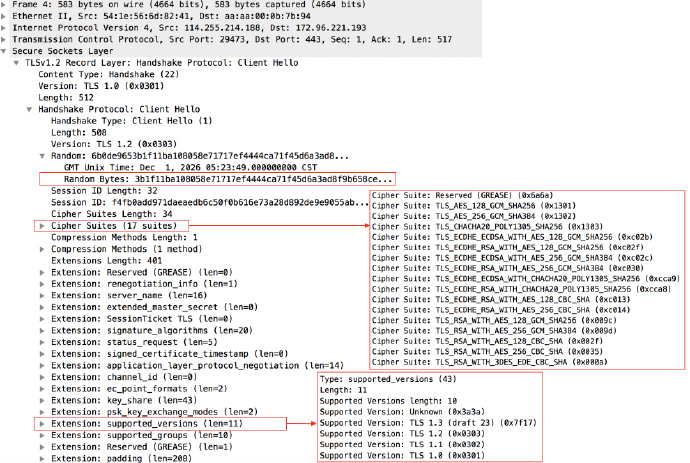 Frame 4: 583 bytes on wire (4664 bits), 583 bytes captured (4664 bits)
Ethernet II, Src: 54:1e:56:6d:82:41, Dst: aa:aa:00:0b:7b:94
Internet Protocol Version 4, Src: 114.255.214.188, Dst: 172.96.221.193
Transmission Control Protocol, Src Port: 29473, Dst Port: 443, Seq: 1, Ack: 1, Len: 517
Secure Sockets Layer
TLSv1.2 Record Layer: Handshake Protocol: Client Hello
Content Type: Handshake (22)
Version: TLS 1.0 (0x0301)
Length: 512
Handshake Protocol: Client Hello
Handshake Type: Client Hello (1)
Length: 508
Version: TLS 1.2 (0x0303)
Random: 6b0de9653b1f11ba108058e71717ef4444ca71f45d6a3ad8...
GMT Unix Time: Dec 1, 2026 05:23:49.000000000 CST
Random Bytes: 3b1f11ba108058e71717ef4444ca71f45d6a3ad8f9b658ce...
Session ID Length: 32
Session ID: f4fb0add971daeaedb6c50f0b616e73a28d892de9e9055ab...
Cipher Suites Length: 34
Cipher Suites (17 suites)
Compression Methods Length: 1
Compression Methods (1 method)
Extensions Length: 401
Extension: Reserved (GREASE) (len=0)
Extension: renegotiation_info (len=1)
Extension: server_name (len=16)
Extension: extended_master_secret (len=0)
Extension: SessionTicket TLS (len=0)
Extension: signature_algorithms (len=20)
Extension: status_request (len=5)
Extension: signed_certificate_timestamp (len=0)
Extension: application_layer_protocol_negotiation (len=14)
Extension: channel_id (len=0)
Extension: ec_point_formats (len=2)
Extension: key_share (len=43)
Extension: psk_key_exchange_modes (len=2)
Extension: supported_versions (len=11)
Extension: supported_groups (len=10)
Extension: Reserved (GREASE) (len=1)
Extension: padding (len=208)
Cipher Suite: Reserved (GREASE) (0x6a6a)
Cipher Suite: TLS_AES_128_GCM_SHA256 (0x1301)
Cipher Suite: TLS_AES_256_GCM_SHA384 (0x1302)
Cipher Suite: TLS_CHACHA20_POLY1305_SHA256 (0x1303)
Cipher Suite: TLS_ECDHE_ECDSA_WITH_AES_128_GCM_SHA256 (0xc02b)
Cipher Suite: TLS_ECDHE_RSA_WITH_AES_128_GCM_SHA256 (0xc02f)
Cipher Suite: TLS_ECDHE_ECDSA_WITH_AES_256_GCM_SHA384 (0xc02c)
Cipher Suite: TLS_ECDHE_RSA_WITH_AES_256_GCM_SHA384 (0xc030)
Cipher Suite: TLS_ECDHE_ECDSA_WITH_CHACHA20_POLY1305_SHA256 (0xcca9)
Cipher Suite: TLS_ECDHE_RSA_WITH_CHACHA20_POLY1305_SHA256 (0xcca8)
Cipher Suite: TLS_ECDHE_RSA_WITH_AES_128_CBC_SHA (0xc013)
Cipher Suite: TLS_ECDHE_RSA_WITH_AES_256_CBC_SHA (0xc014)
Cipher Suite: TLS_RSA_WITH_AES_128_GCM_SHA256 (0x009c)
Cipher Suite: TLS_RSA_WITH_AES_256_GCM_SHA384 (0x009d)
Cipher Suite: TLS_RSA_WITH_AES_128_CBC_SHA (0x002f)
Cipher Suite: TLS_RSA_WITH_AES_256_CBC_SHA (0x0035)
Cipher Suite: TLS_RSA_WITH_3DES_EDE_CBC_SHA (0x000a)
Type: supported_versions (43)
Length: 11
Supported Versions length: 10
Supported Version: Unknown (0x3a3a)
Supported Version: TLS 1.3 (draft 23) (0x7f17)
Supported Version: TLS 1.2 (0x0303)
Supported Version: TLS 1.1 (0x0302)
Supported Version: TLS 1.0 (0x0301)